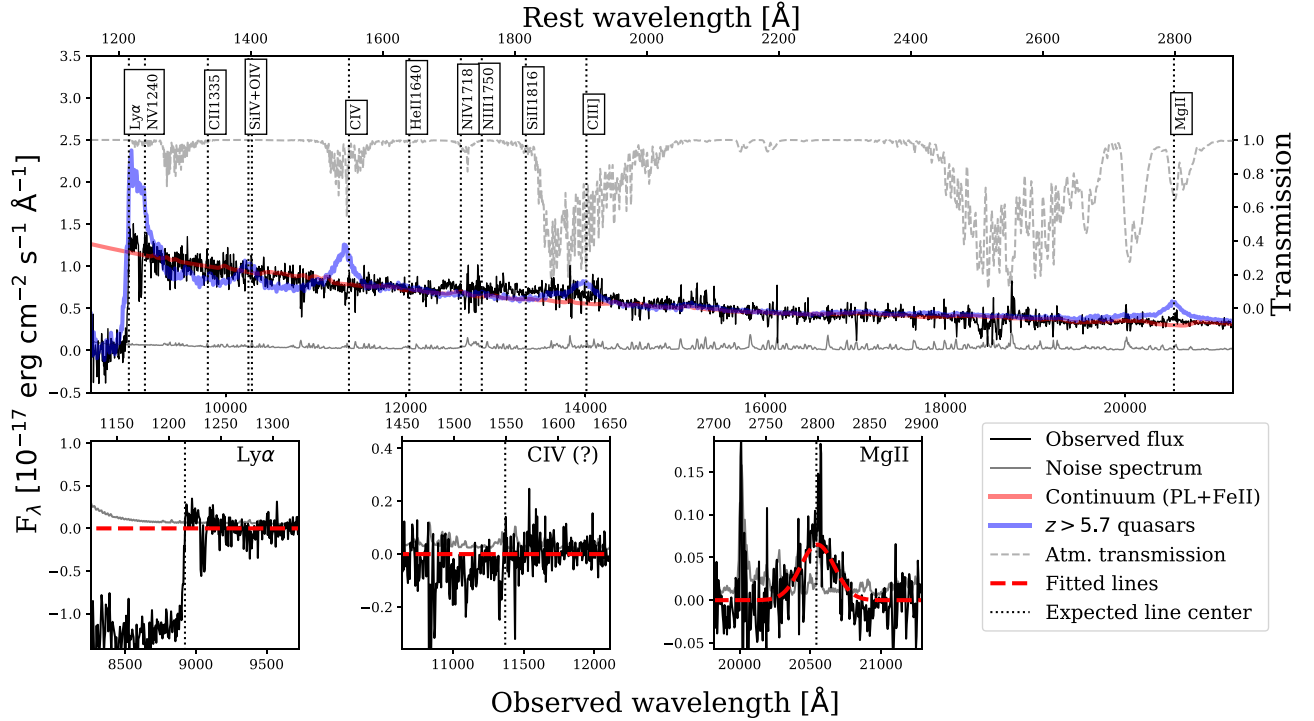 Rest wavelength [Å]
1200 1400 1600 1800 2000 2200 2400 2600 2800
3.5
3.0
2.5
2.0
1.5
1.0
0.5
0.0
−0.5
Lyα
NV1240
CII1335
SiIV+OIV
CIV
HeII1640
NIV1718
NIII1750
SiII1816
CIII]
MgII
1.0
0.8
0.6
0.4
0.2
0.0
Transmission
10000 12000 14000 16000 18000 20000
F_λ [10⁻¹⁷ erg cm⁻² s⁻¹ Å⁻¹]
1150 1200 1250 1300
Lyα
1.0
0.5
0.0
−0.5
−1.0
8500 9000 9500
1450 1500 1550 1600 1650
CIV (?)
0.4
0.2
0.0
−0.2
11000 11500 12000
2700 2750 2800 2850 2900
MgII
0.15
0.10
0.05
0.00
−0.05
20000 20500 21000
Observed wavelength [Å]
Observed flux
Noise spectrum
Continuum (PL+FeII)
z > 5.7 quasars
Atm. transmission
Fitted lines
Expected line center